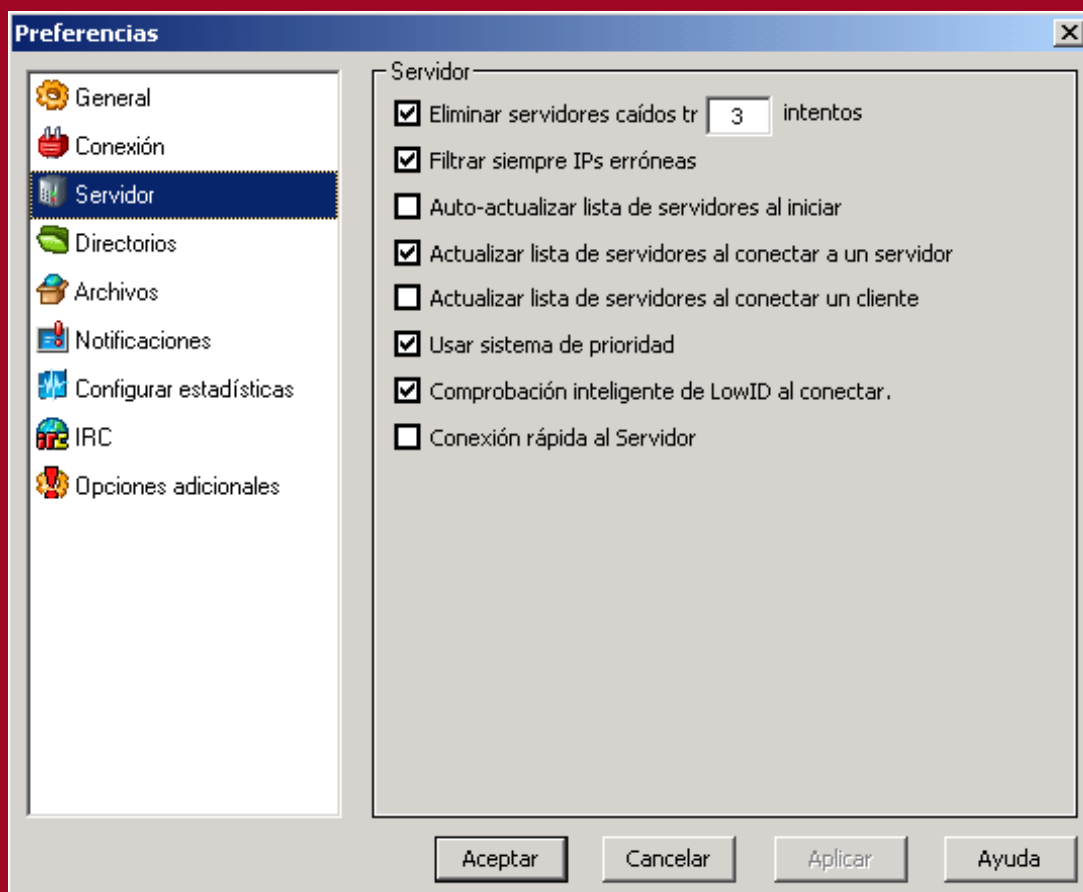 Preferencias
General
Conexión
Servidor
Directorios
Archivos
Notificaciones
Configurar estadísticas
IRC
Opciones adicionales
Servidor
Eliminar servidores caídos tr 3 intentos
Filtrar siempre IPs erróneas
Auto-actualizar lista de servidores al iniciar
Actualizar lista de servidores al conectar a un servidor
Actualizar lista de servidores al conectar un cliente
Usar sistema de prioridad
Comprobación inteligente de LowID al conectar.
Conexión rápida al Servidor
Aceptar Cancelar Aplicar Ayuda